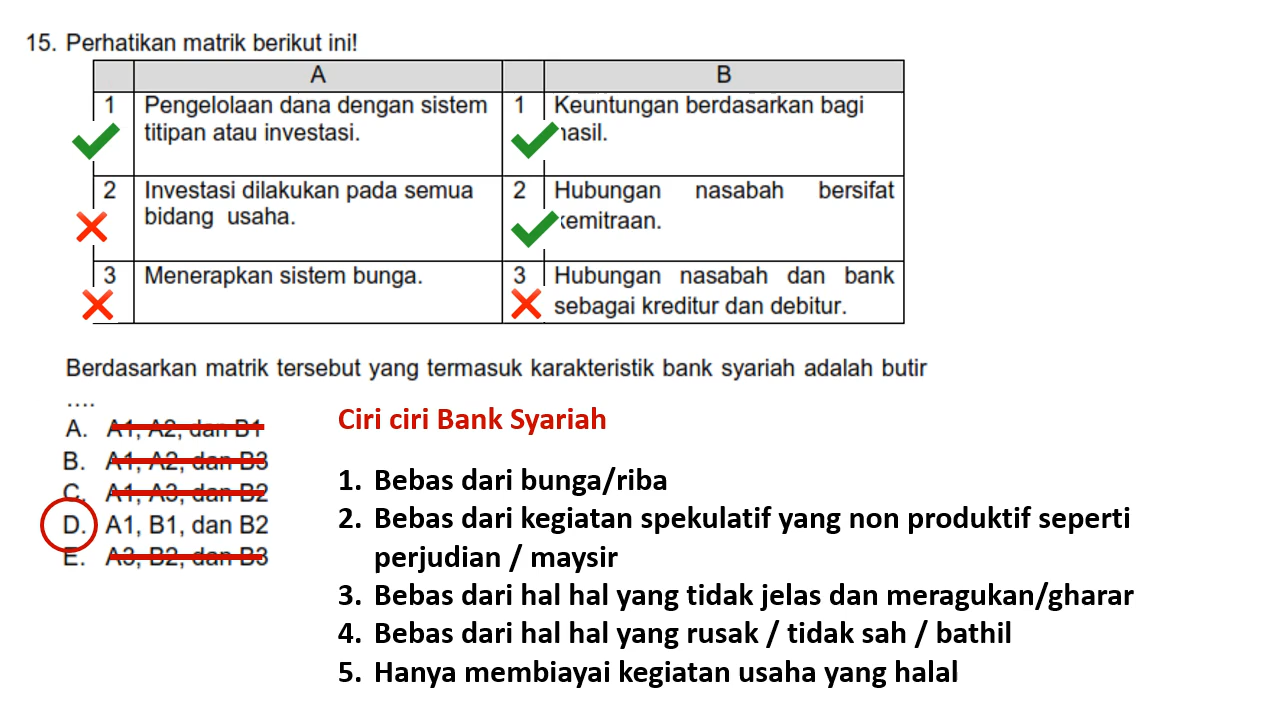 15. Perhatikan matrik berikut ini!
A B
1 Pengelolaan dana dengan sistem 1 Keuntungan berdasarkan bagi
titipan atau investasi. hasil.
2 Investasi dilakukan pada semua 2 Hubungan nasabah bersifat
bidang usaha. kemitraan.
3 Menerapkan sistem bunga. 3 Hubungan nasabah dan bank
sebagai kreditur dan debitur.
Berdasarkan matrik tersebut yang termasuk karakteristik bank syariah adalah butir
....
A. A1, A2, dan B1
B. A1, A2, dan B3
C. A1, A3, dan B2
D. A1, B1, dan B2
E. A3, B2, dan B3
Ciri ciri Bank Syariah
1. Bebas dari bunga/riba
2. Bebas dari kegiatan spekulatif yang non produktif seperti
perjudian / maysir
3. Bebas dari hal hal yang tidak jelas dan meragukan/gharar
4. Bebas dari hal hal yang rusak / tidak sah / bathil
5. Hanya membiayai kegiatan usaha yang halal